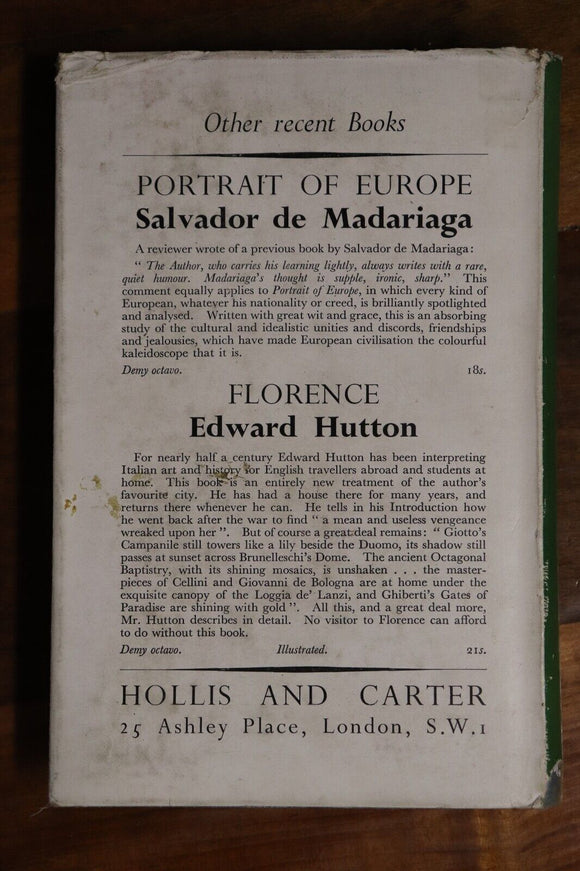 Other recent Books
PORTRAIT OF EUROPE
Salvador de Madariaga
A reviewer wrote of a previous book by Salvador de Madariaga:
" The Author, who carries his learning lightly, always writes with a rare,
quiet humour. Madariaga's thought is supple, ironic, sharp." This
comment equally applies to Portrait of Europe, in which every kind of
European, whatever his nationality or creed, is brilliantly spotlighted
and analysed. Written with great wit and grace, this is an absorbing
study of the cultural and idealistic unities and discords, friendships
and jealousies, which have made European civilisation the colourful
kaleidoscope that it is.
Demy octavo. 18s.
FLORENCE
Edward Hutton
For nearly half a century Edward Hutton has been interpreting
Italian art and history for English travellers abroad and students at
home. This book is an entirely new treatment of the author's
favourite city. He has had a house there for many years, and
returns there whenever he can. He tells in his Introduction how
he went back after the war to find " a mean and useless vengeance
wreaked upon her ". But of course a great deal remains: " Giotto's
Campanile still towers like a lily beside the Duomo, its shadow still
passes at sunset across Brunelleschi's Dome. The ancient Octagonal
Baptistry, with its shining mosaics, is unshaken . . . the master-
pieces of Cellini and Giovanni de Bologna are at home under the
exquisite canopy of the Loggia de' Lanzi, and Ghiberti's Gates of
Paradise are shining with gold ". All this, and a great deal more,
Mr. Hutton describes in detail. No visitor to Florence can afford
to do without this book.
Demy octavo. Illustrated. 21s.
HOLLIS AND CARTER
25 Ashley Place, London, S.W.1